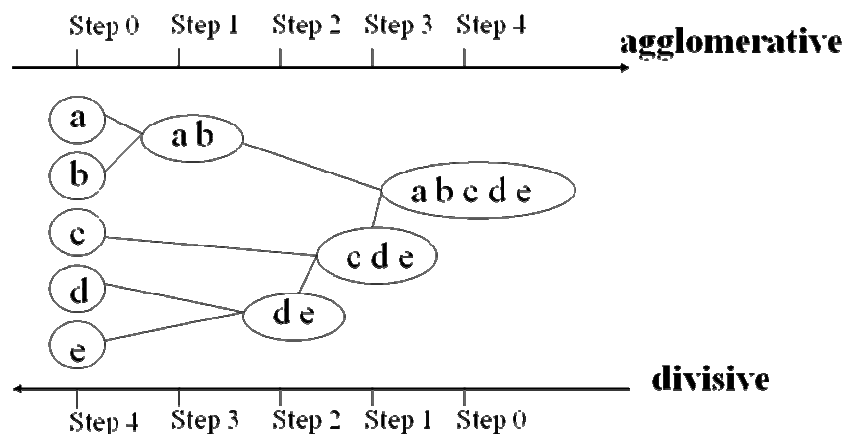 Step 0 Step 1 Step 2 Step 3 Step 4
agglomerative
a
a b
b
a b c d e
c
c d e
d
d e
e
divisive
Step 4 Step 3 Step 2 Step 1 Step 0